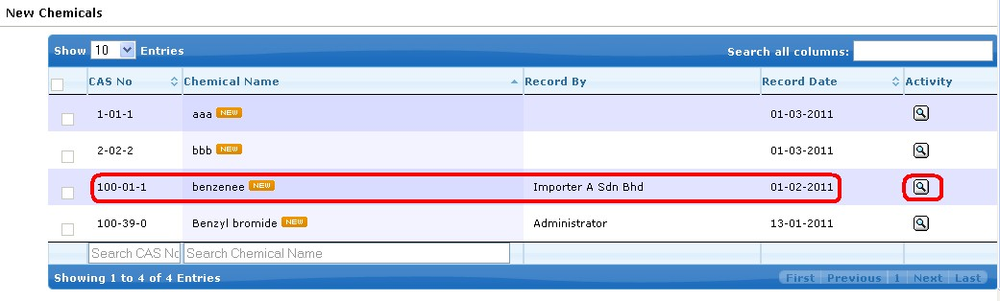 New Chemicals
Show 10 Entries Search all columns:
CAS No Chemical Name Record By Record Date Activity
1-01-1 aaa NEW 01-03-2011
2-02-2 bbb NEW 01-03-2011
100-01-1 benzenee NEW Importer A Sdn Bhd 01-02-2011
100-39-0 Benzyl bromide NEW Administrator 13-01-2011
Search CAS No Search Chemical Name
Showing 1 to 4 of 4 Entries First Previous 1 Next Last